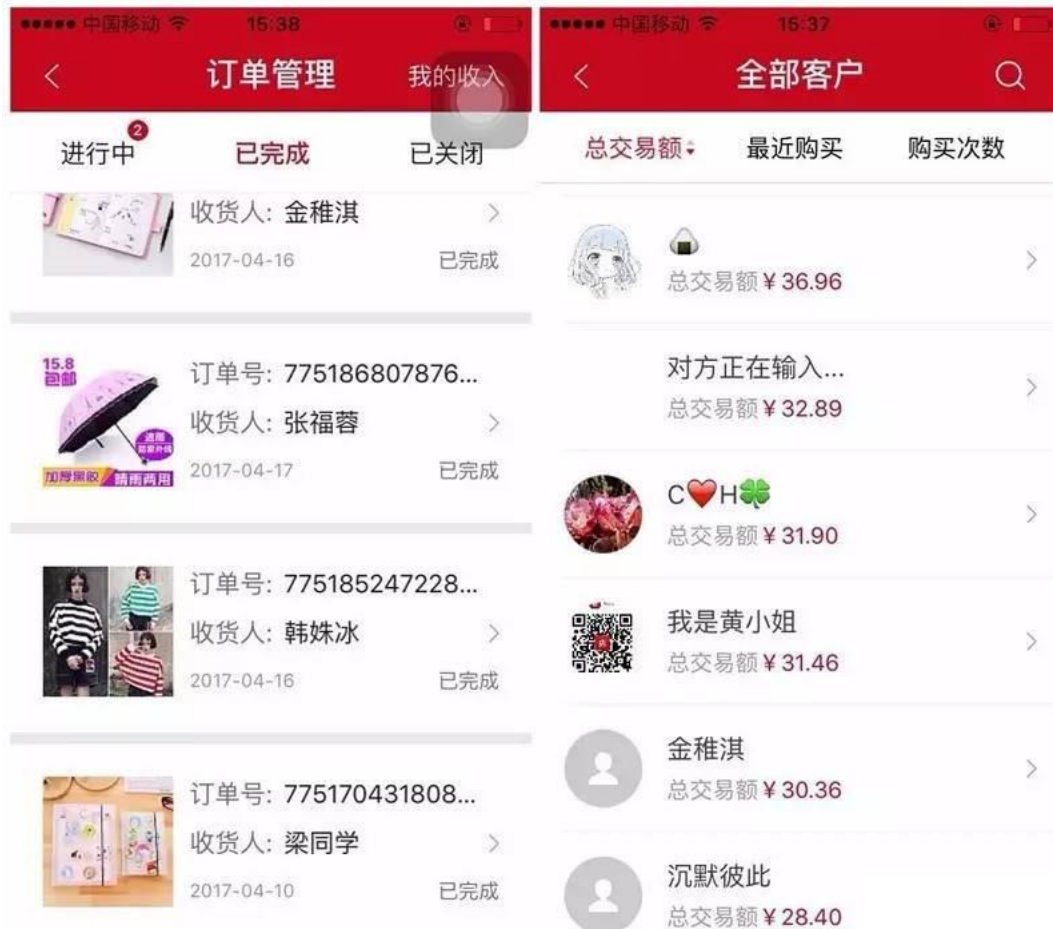 中国移动 15:38
订单管理 我的收入
进行中 2 已完成 已关闭
收货人: 金稚淇
2017-04-16 已完成
15.8
包邮
遮雨
加厚黑胶 晴雨两用
订单号: 775186807876...
收货人: 张福蓉
2017-04-17 已完成
订单号: 775185247228...
收货人: 韩姝冰
2017-04-16 已完成
订单号: 775170431808...
收货人: 梁同学
2017-04-10 已完成
中国移动 15:37
全部客户
总交易额 最近购买 购买次数
🍙
总交易额¥36.96
对方正在输入...
总交易额¥32.89
C❤️H🍀
总交易额¥31.90
我是黄小姐
总交易额¥31.46
金稚淇
总交易额¥30.36
沉默彼此
总交易额¥28.40